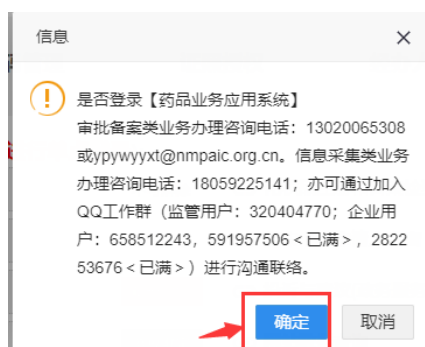 信息
是否登录【药品业务应用系统】
审批备案类业务办理咨询电话：13020065308
或ypywyyxt@nmpaic.org.cn。信息采集类业务
办理咨询电话：18059225141；亦可通过加入
QQ工作群（监管用户：320404770；企业用
户：658512243，591957506＜已满＞，2822
53676＜已满＞）进行沟通联络。
确定 取消